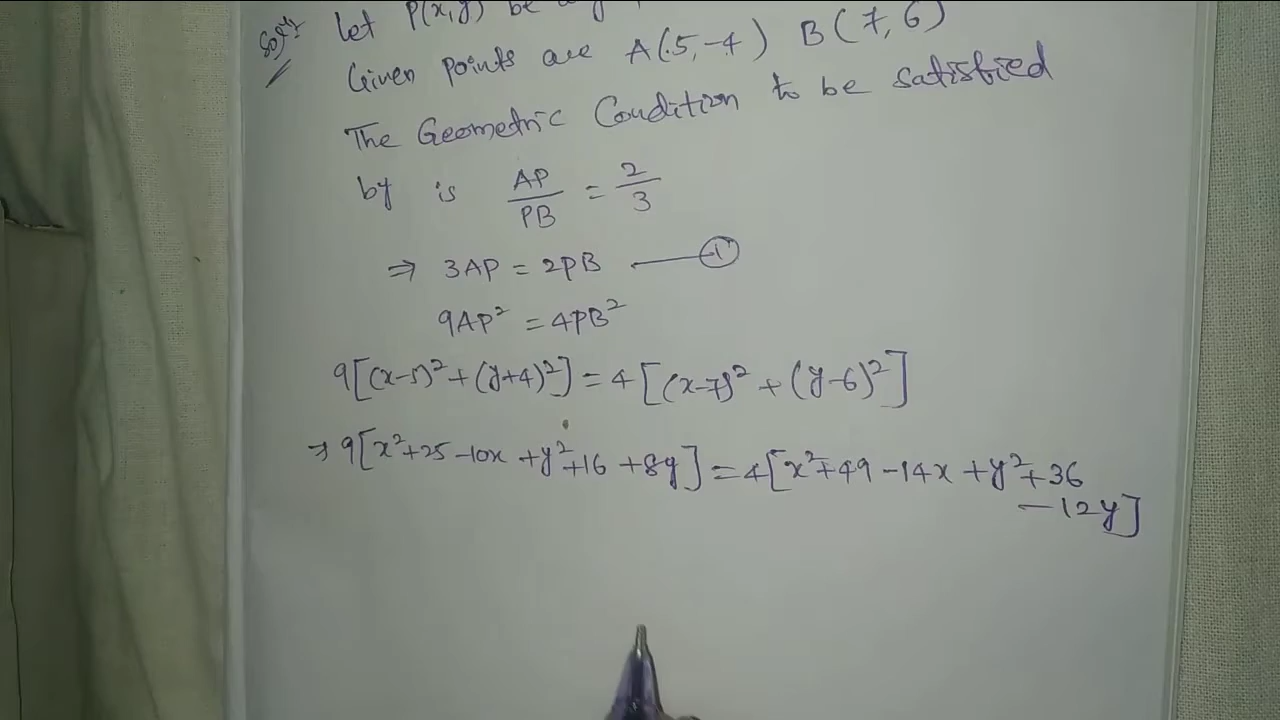 Sol:- Let P(x,y) be any
Given points are A(5,-4) B(7,6)
The Geometric Condition to be satisfied
by is AP/PB = 2/3
⇒ 3AP = 2PB —— ①
9AP² = 4PB²
9[(x-5)²+(y+4)²] = 4[(x-7)²+(y-6)²]
⇒ 9[x²+25-10x+y²+16+8y] = 4[x²+49-14x+y²+36
-12y]